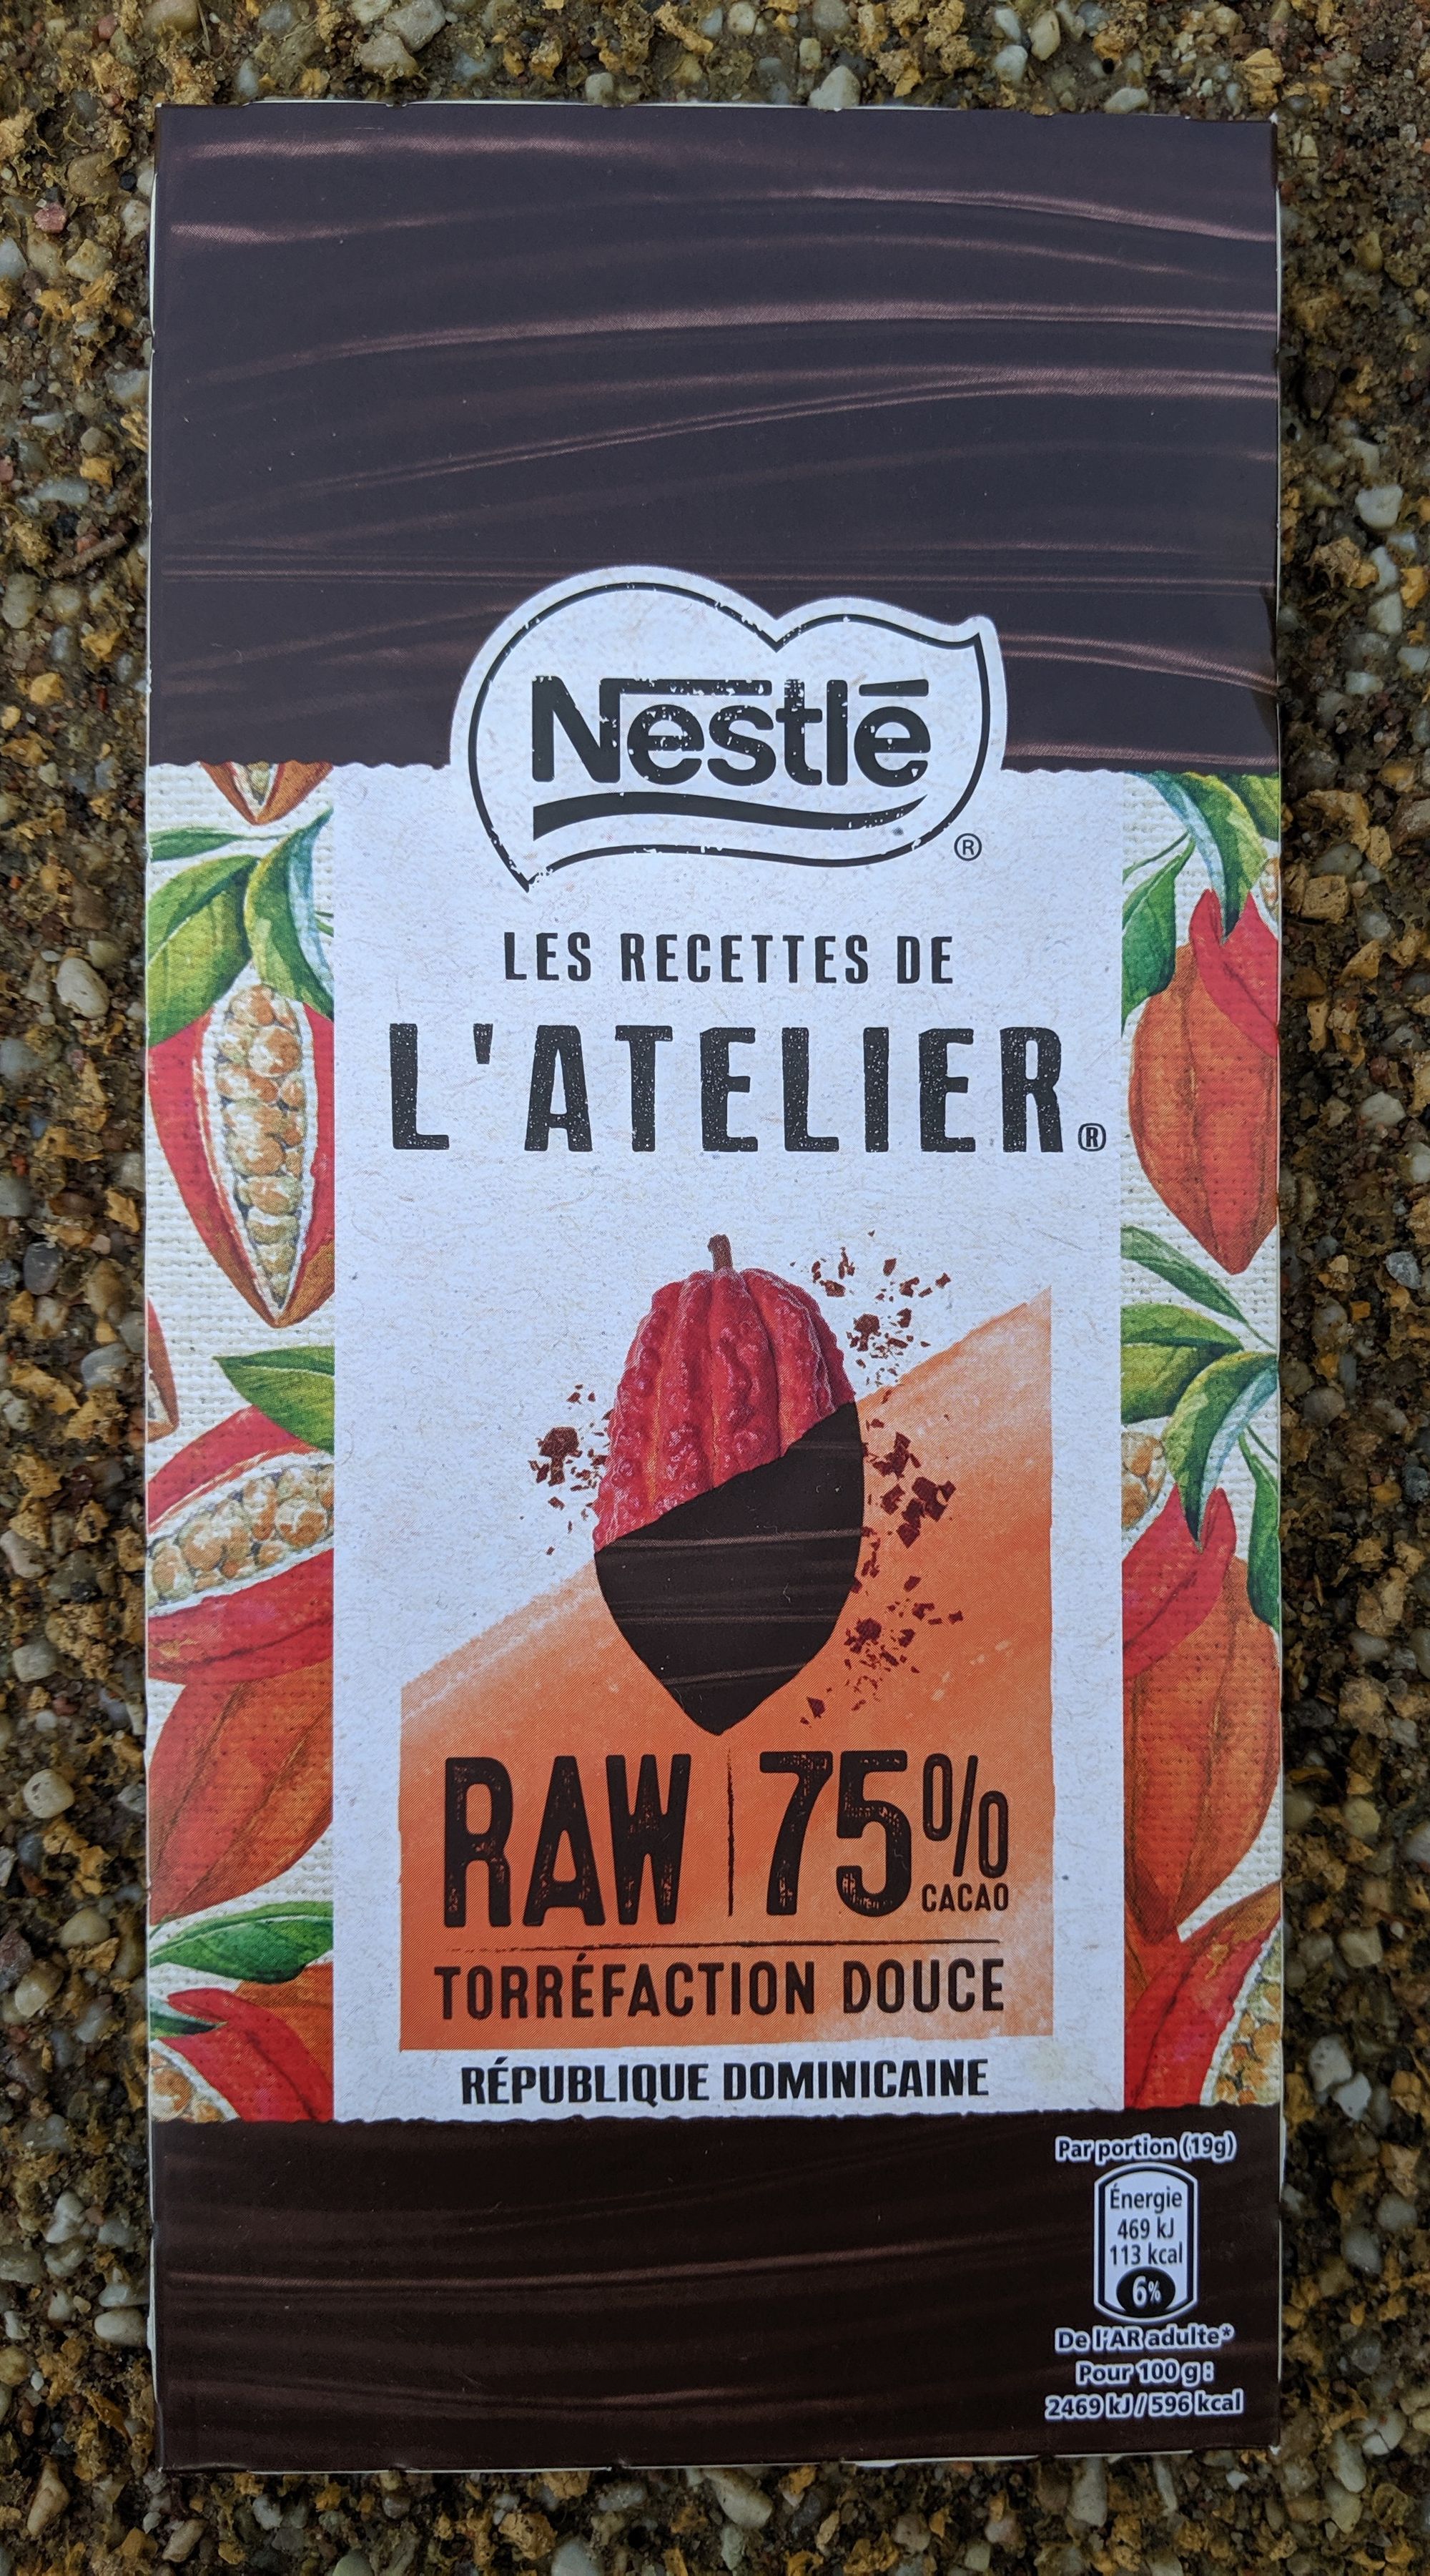 Nestlé
®
LES RECETTES DE
L'ATELIER®
RAW | 75%
CACAO
TORRÉFACTION DOUCE
RÉPUBLIQUE DOMINICAINE
Par portion (19g)
Énergie
469 kJ
113 kcal
6%
De l'AR adulte*
Pour 100 g :
2469 kJ / 596 kcal